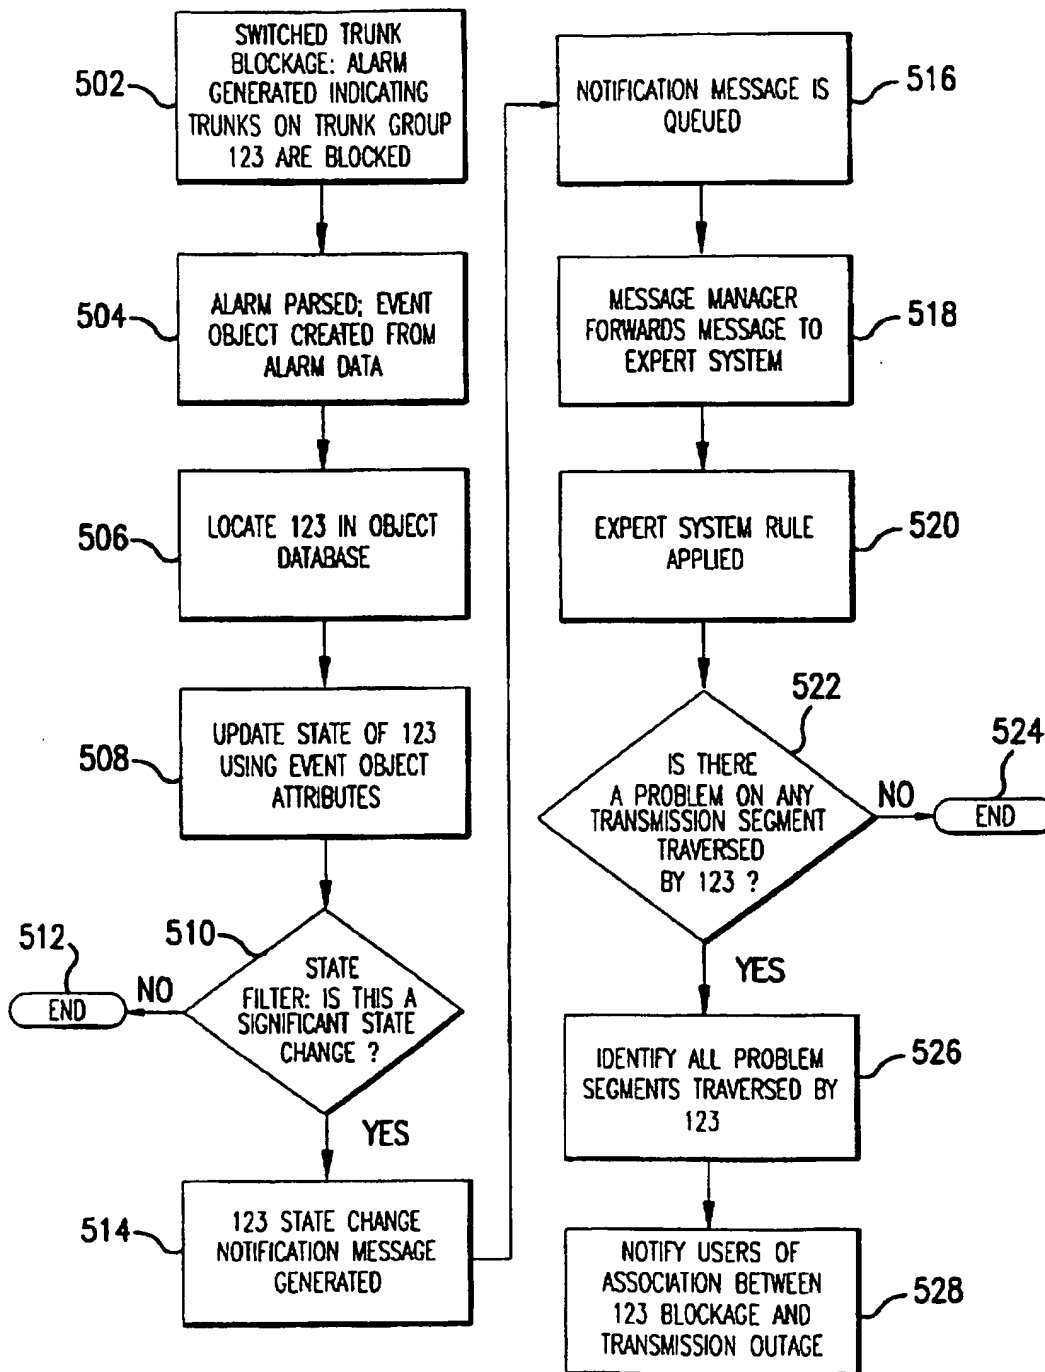 502
SWITCHED TRUNK
BLOCKAGE: ALARM
GENERATED INDICATING
TRUNKS ON TRUNK GROUP
123 ARE BLOCKED
504
ALARM PARSED; EVENT
OBJECT CREATED FROM
ALARM DATA
506
LOCATE 123 IN OBJECT
DATABASE
508
UPDATE STATE OF 123
USING EVENT OBJECT
ATTRIBUTES
510
STATE
FILTER: IS THIS A
SIGNIFICANT STATE
CHANGE ?
NO
512
END
YES
514
123 STATE CHANGE
NOTIFICATION MESSAGE
GENERATED
516
NOTIFICATION MESSAGE IS
QUEUED
518
MESSAGE MANAGER
FORWARDS MESSAGE TO
EXPERT SYSTEM
520
EXPERT SYSTEM RULE
APPLIED
522
IS THERE
A PROBLEM ON ANY
TRANSMISSION SEGMENT
TRAVERSED
BY 123 ?
NO
524
END
YES
526
IDENTIFY ALL PROBLEM
SEGMENTS TRAVERSED BY
123
528
NOTIFY USERS OF
ASSOCIATION BETWEEN
123 BLOCKAGE AND
TRANSMISSION OUTAGE